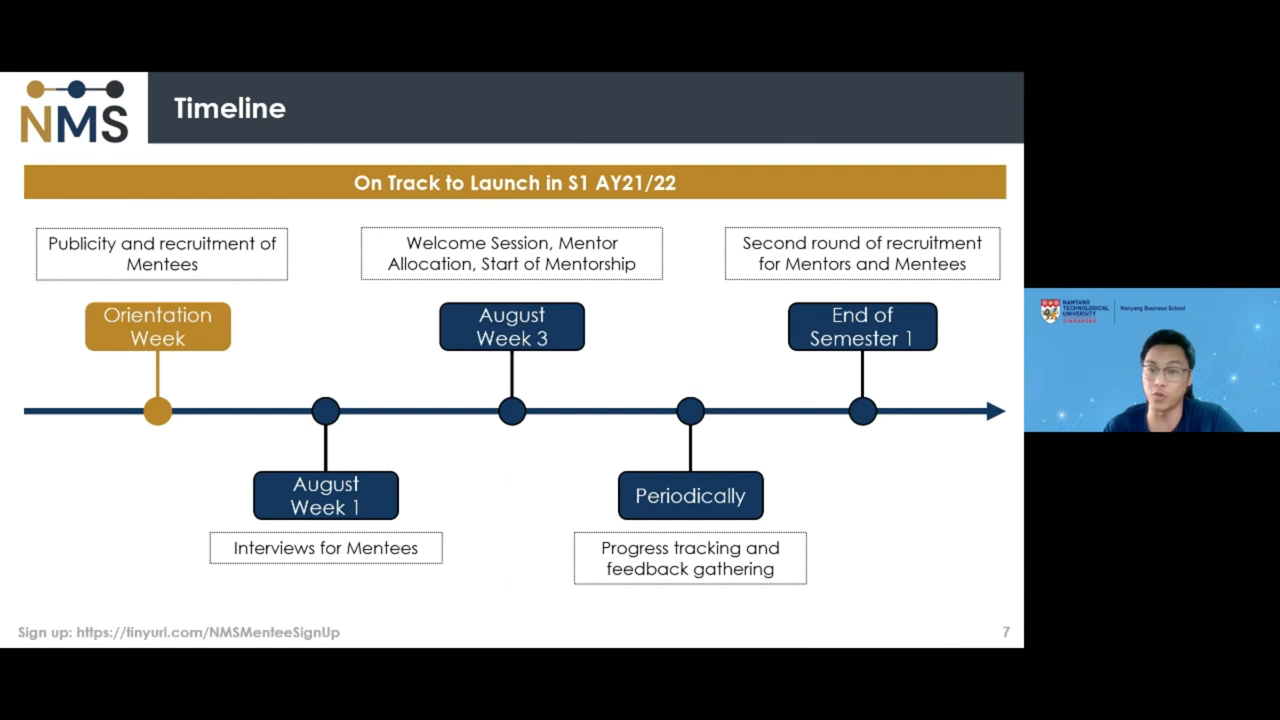 NMS
Timeline
On Track to Launch in S1 AY21/22
Publicity and recruitment of
Mentees
Welcome Session, Mentor
Allocation, Start of Mentorship
Second round of recruitment
for Mentors and Mentees
Orientation
Week
August
Week 3
End of
Semester 1
August
Week 1
Periodically
Interviews for Mentees
Progress tracking and
feedback gathering
Sign up: https://tinyurl.com/NMSMenteeSignUp
7
NANYANG
TECHNOLOGICAL
UNIVERSITY
SINGAPORE
Nanyang Business School